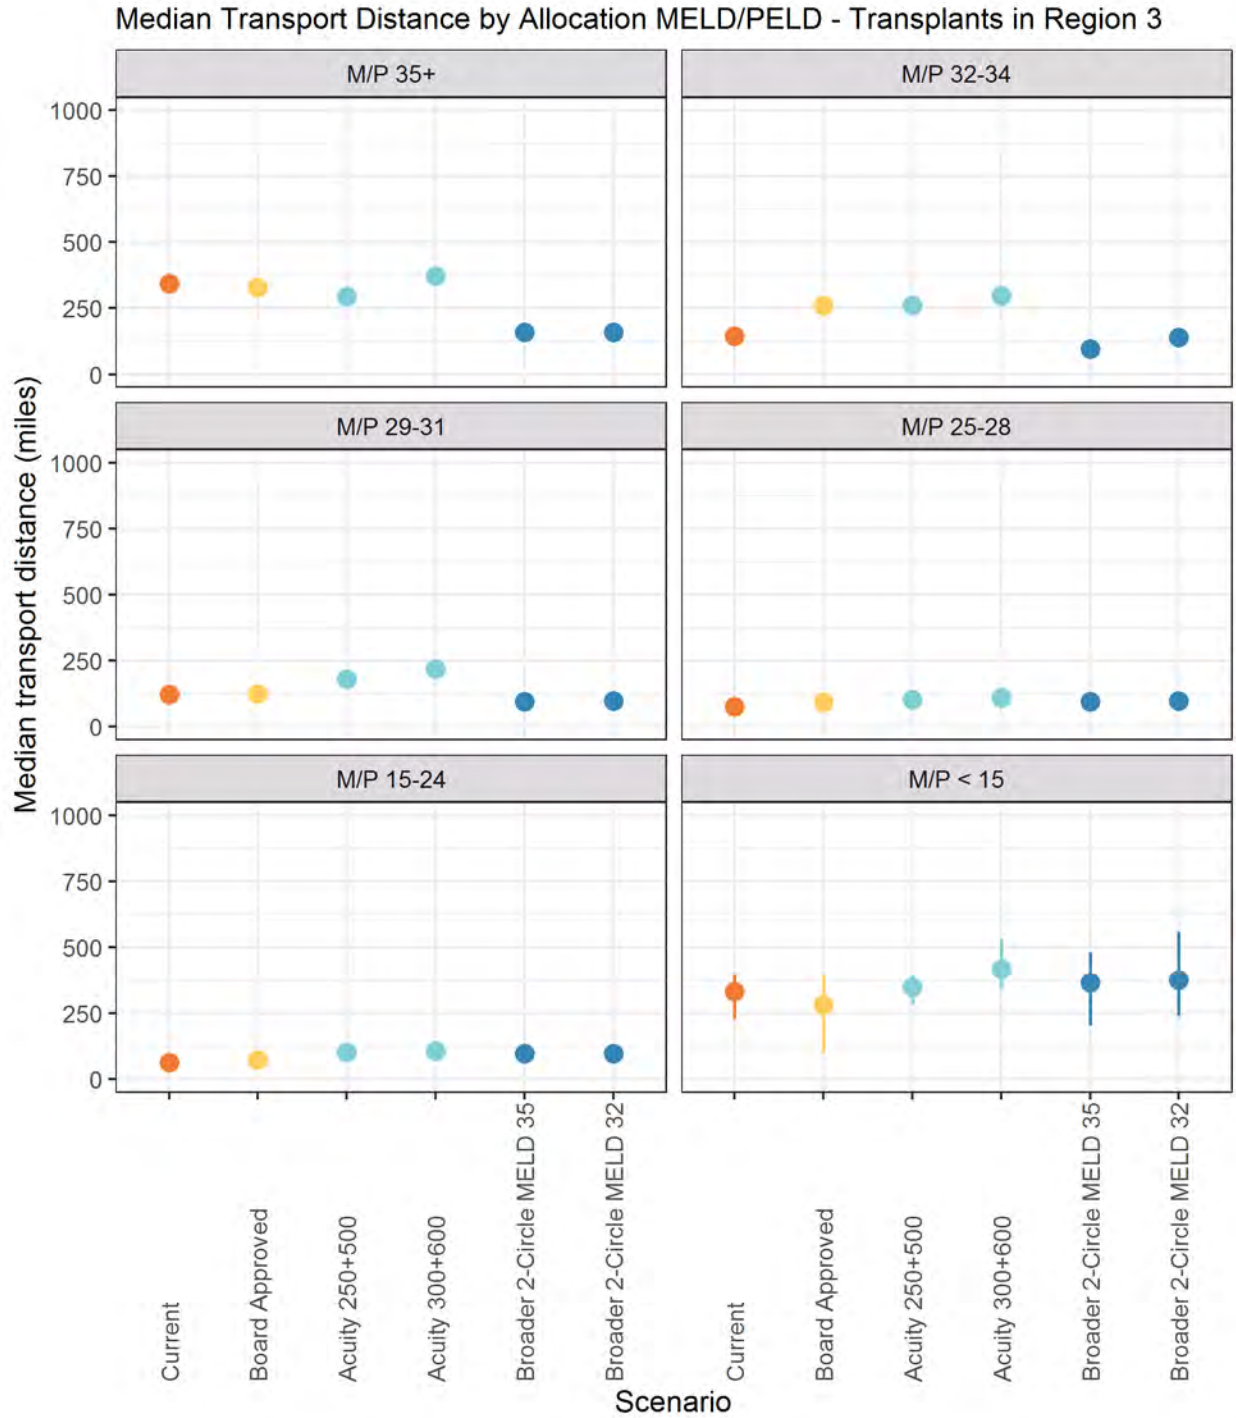 Median Transport Distance by Allocation MELD/PELD - Transplants in Region 3
M/P 35+
M/P 32-34
1000
750
500
250
0
M/P 29-31
M/P 25-28
1000
750
500
250
0
M/P 15-24
M/P < 15
1000
750
500
250
0
Median transport distance (miles)
Current
Board Approved
Acuity 250+500
Acuity 300+600
Broader 2-Circle MELD 35
Broader 2-Circle MELD 32
Current
Board Approved
Acuity 250+500
Acuity 300+600
Broader 2-Circle MELD 35
Broader 2-Circle MELD 32
Scenario